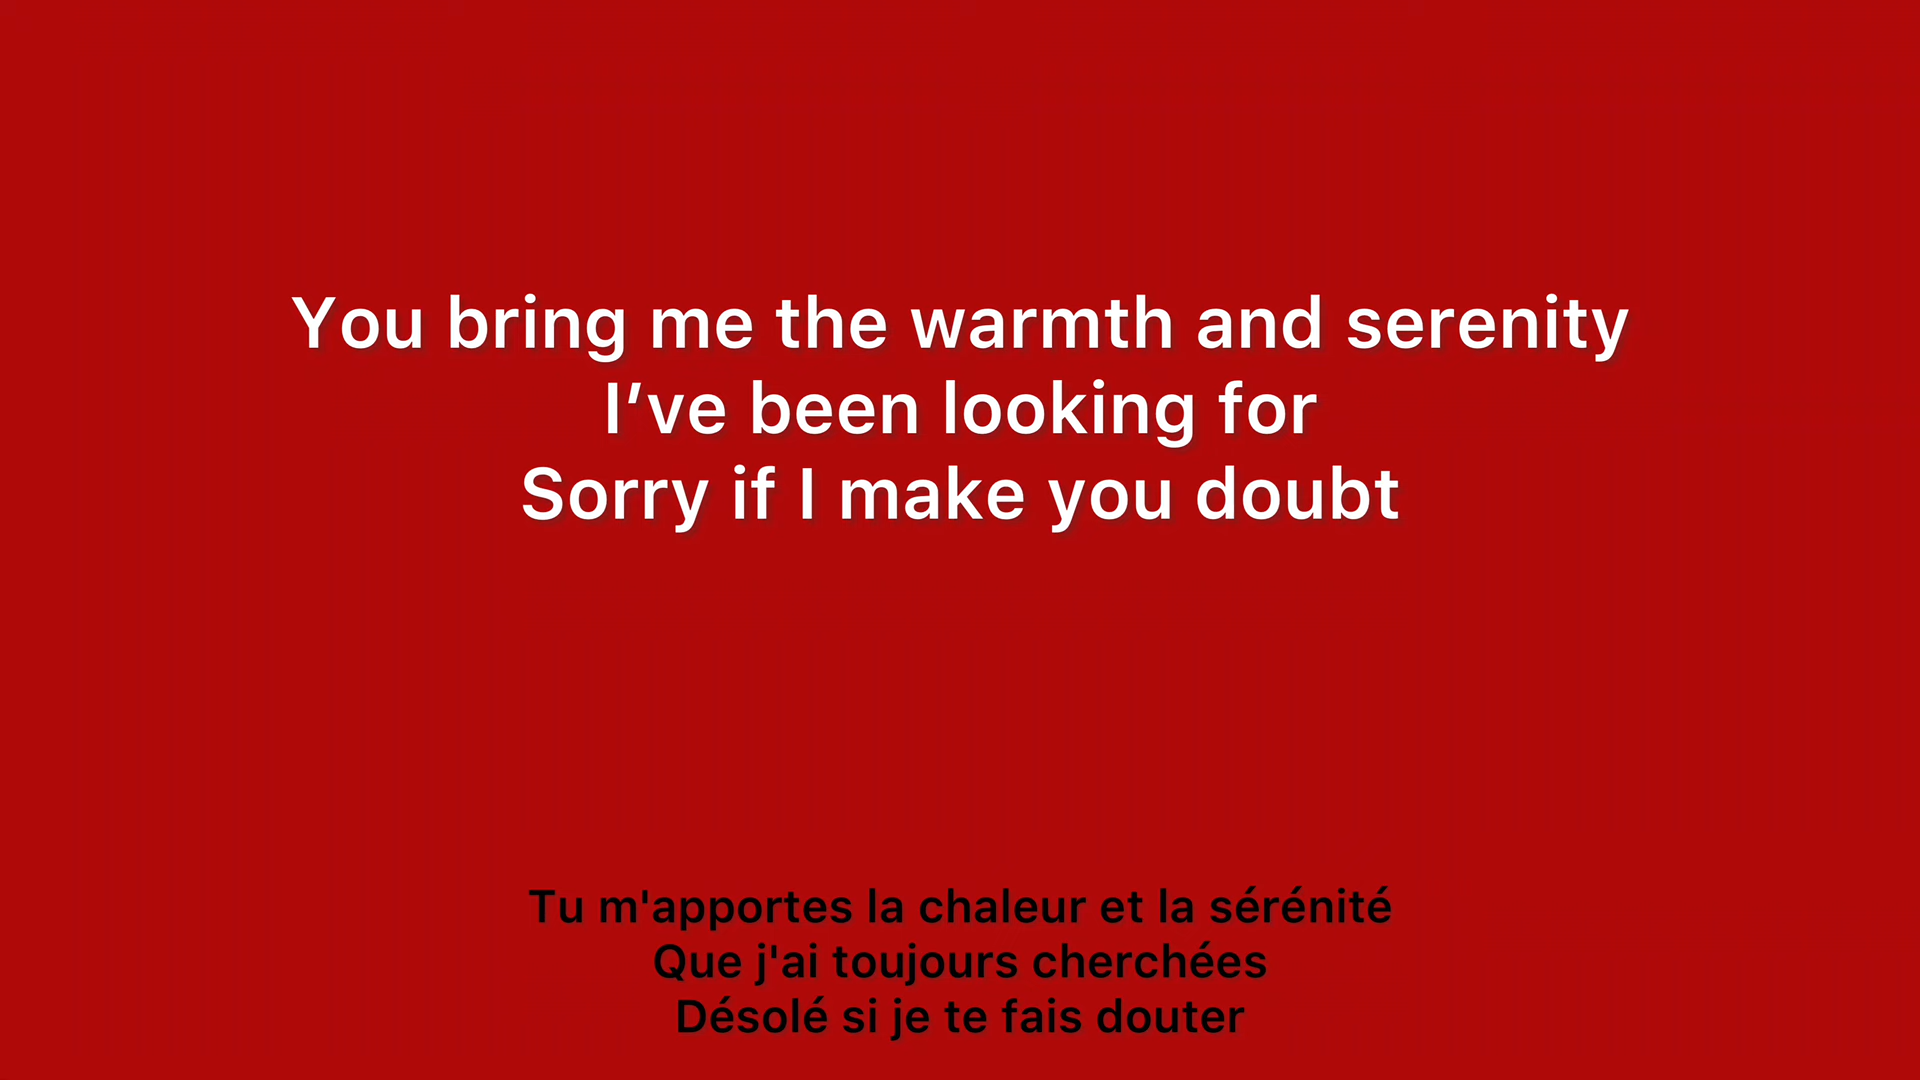 You bring me the warmth and serenity
I’ve been looking for
Sorry if I make you doubt
Tu m'apportes la chaleur et la sérénité
Que j'ai toujours cherchées
Désolé si je te fais douter